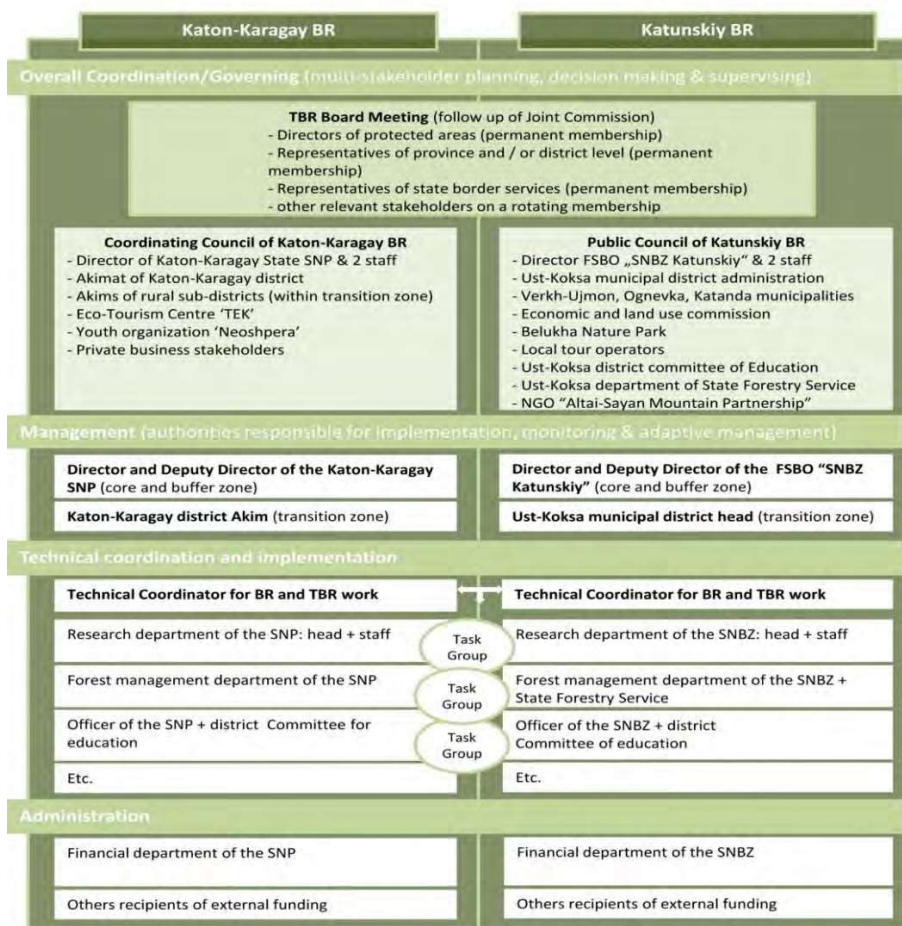 Katon-Karagay BR
Katunskiy BR
Overall Coordination/Governing (multi-stakeholder planning, decision making & supervising)
TBR Board Meeting (follow up of Joint Commission)
- Directors of protected areas (permanent membership)
- Representatives of province and / or district level (permanent
membership)
- Representatives of state border services (permanent membership)
- other relevant stakeholders on a rotating membership
Coordinating Council of Katon-Karagay BR
- Director of Katon-Karagay State SNP & 2 staff
- Akimat of Katon-Karagay district
- Akims of rural sub-districts (within transition zone)
- Eco-Tourism Centre ‘TEK’
- Youth organization ‘Neoshpera’
- Private business stakeholders
Public Council of Katunskiy BR
- Director FSBO „SNBZ Katunskiy“ & 2 staff
- Ust-Koksa municipal district administration
- Verkh-Ujmon, Ognevka, Katanda municipalities
- Economic and land use commission
- Belukha Nature Park
- Local tour operators
- Ust-Koksa district committee of Education
- Ust-Koksa department of State Forestry Service
- NGO “Altai-Sayan Mountain Partnership”
Management (authorities responsible for implementation, monitoring & adaptive management)
Director and Deputy Director of the Katon-Karagay
SNP (core and buffer zone)
Director and Deputy Director of the FSBO “SNBZ
Katunskiy” (core and buffer zone)
Katon-Karagay district Akim (transition zone)
Ust-Koksa municipal district head (transition zone)
Technical coordination and implementation
Technical Coordinator for BR and TBR work
Technical Coordinator for BR and TBR work
Research department of the SNP: head + staff
Task
Group
Research department of the SNBZ: head + staff
Forest management department of the SNP
Task
Group
Forest management department of the SNBZ +
State Forestry Service
Officer of the SNP + district Committee for
education
Task
Group
Officer of the SNBZ + district
Committee of education
Etc.
Etc.
Administration
Financial department of the SNP
Financial department of the SNBZ
Others recipients of external funding
Others recipients of external funding